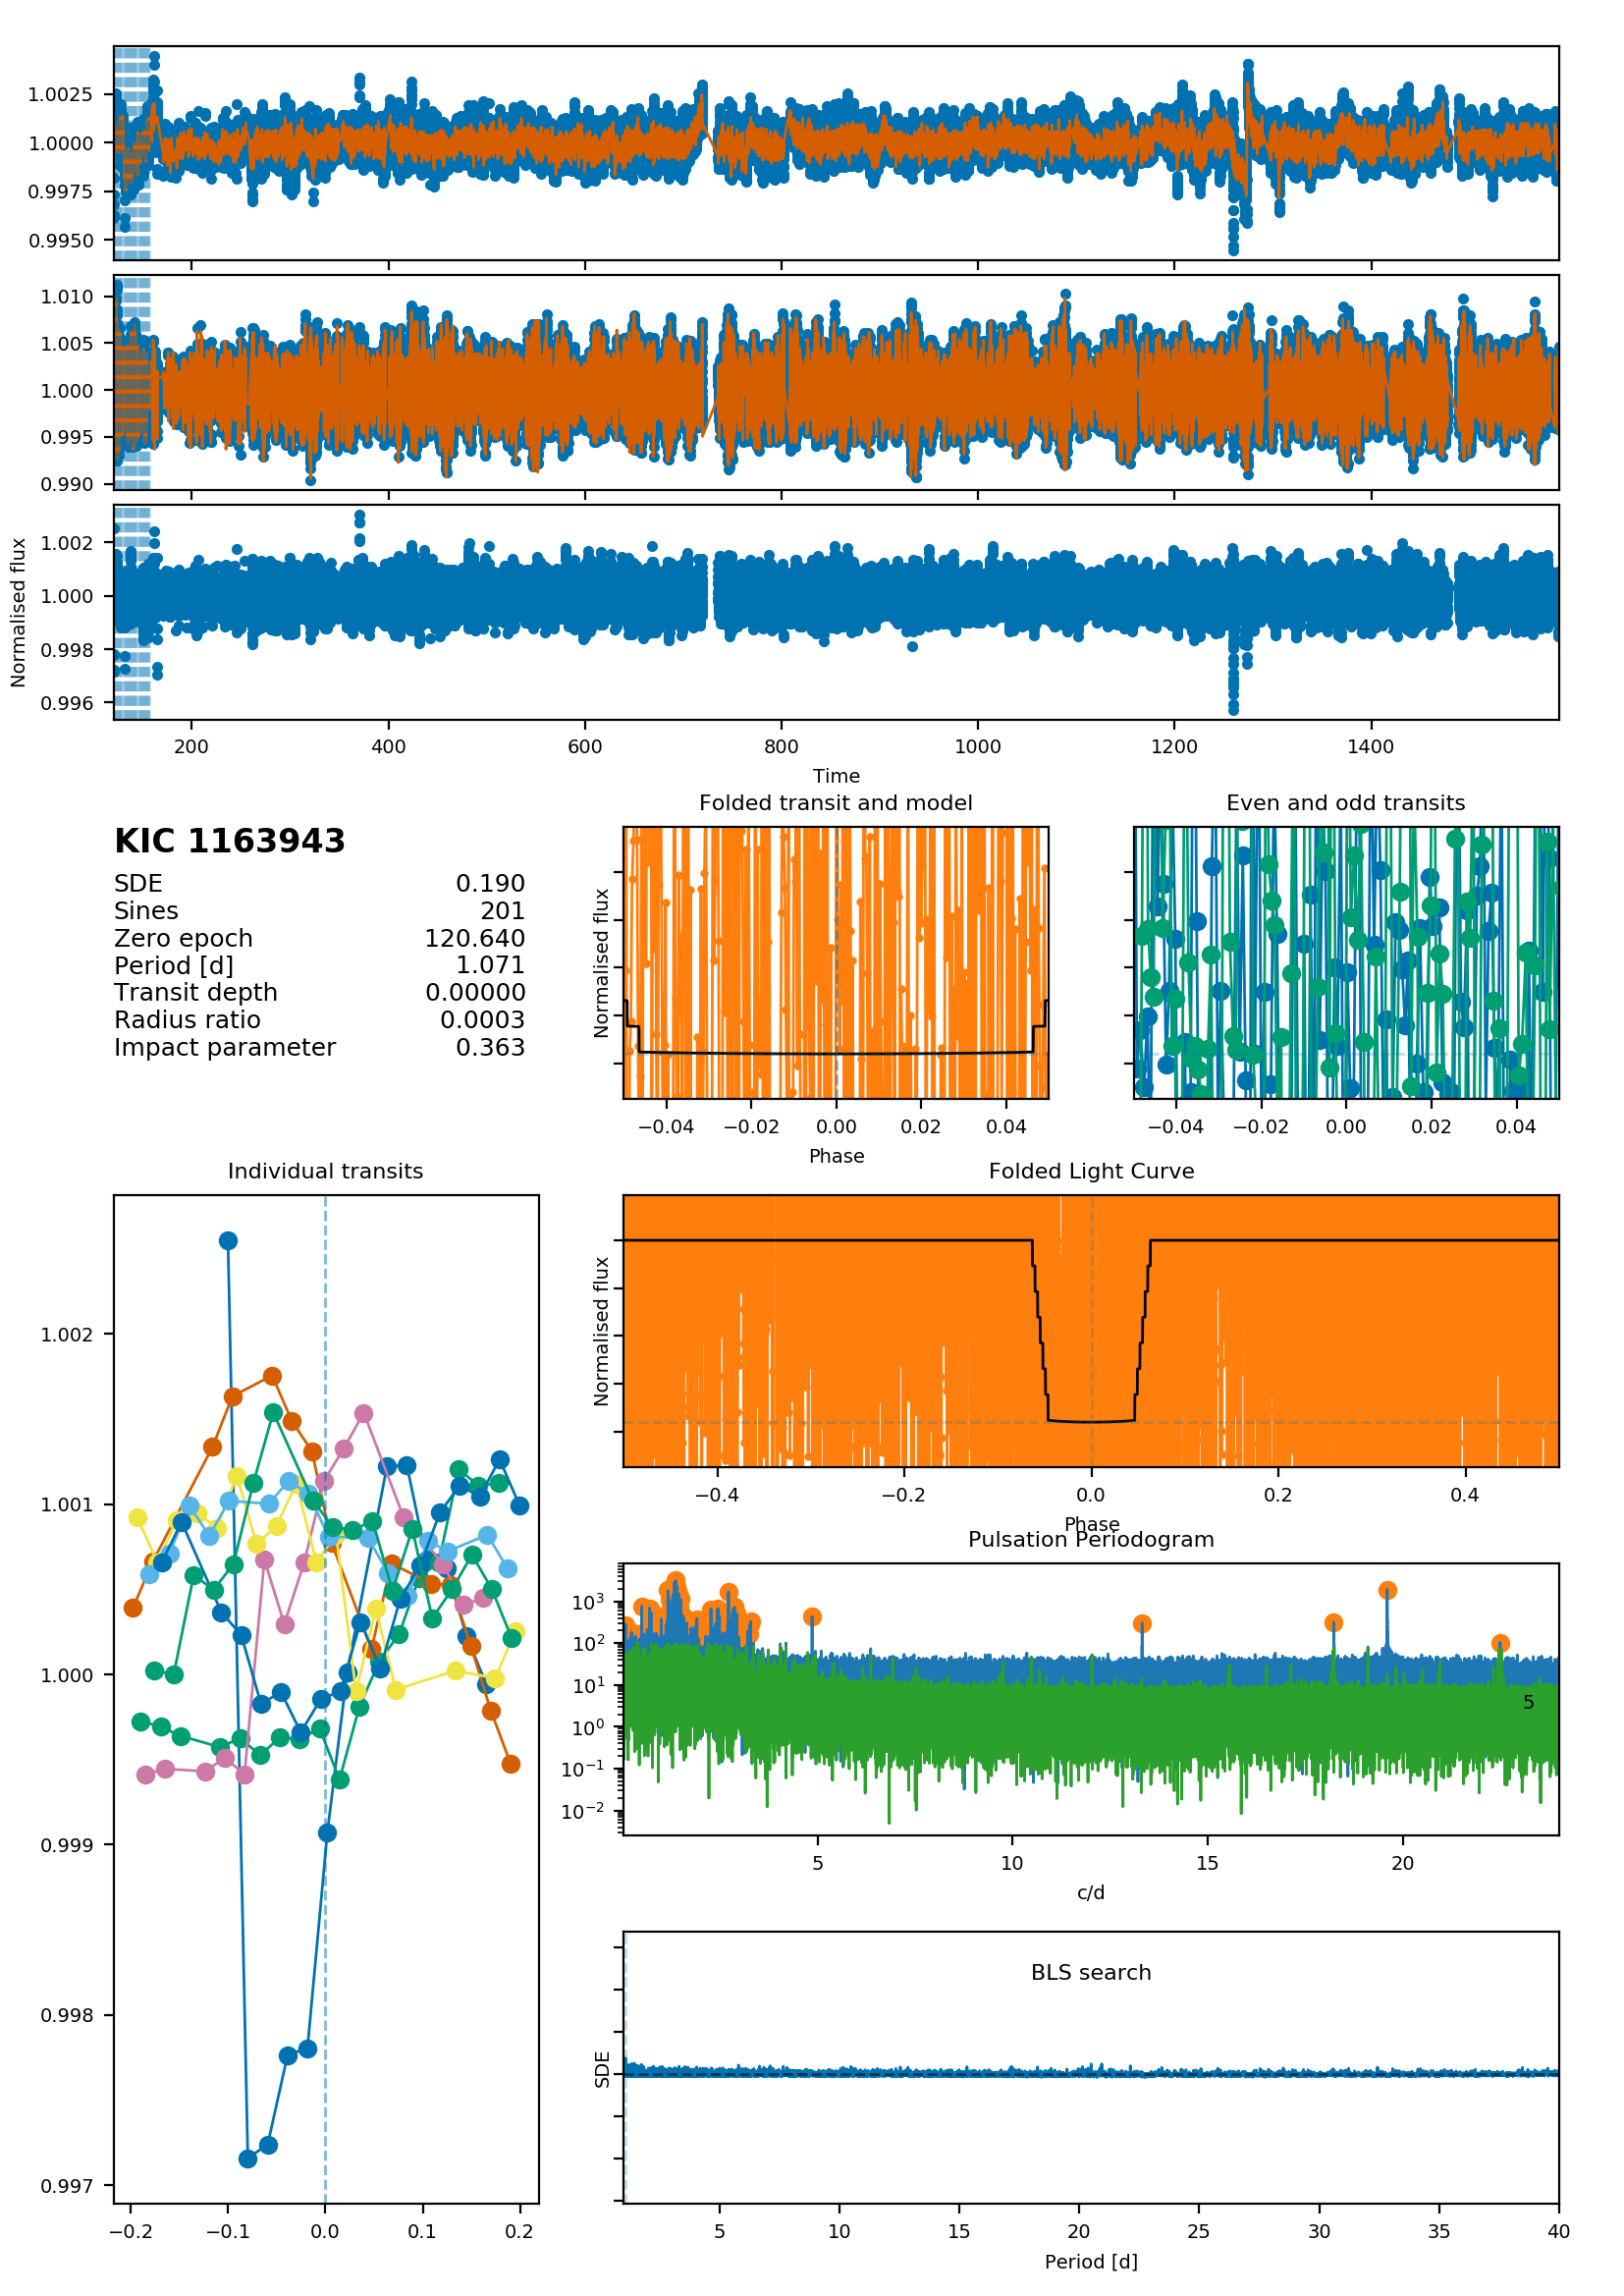 1.0025
1.0000
0.9975
0.9950
1.010
1.005
1.000
0.995
0.990
1.002
1.000
0.998
0.996
Normalised flux
200 400 600 800 1000 1200 1400
Time
KIC 1163943
SDE 0.190
Sines 201
Zero epoch 120.640
Period [d] 1.071
Transit depth 0.00000
Radius ratio 0.0003
Impact parameter 0.363
Folded transit and model
Normalised flux
−0.04 −0.02 0.00 0.02 0.04
Phase
Even and odd transits
−0.04 −0.02 0.00 0.02 0.04
Individual transits
1.002
1.001
1.000
0.999
0.998
0.997
−0.2 −0.1 0.0 0.1 0.2
Folded Light Curve
Normalised flux
−0.4 −0.2 0.0 0.2 0.4
Phase
Pulsation Periodogram
10³
10²
10¹
10⁰
10⁻¹
10⁻²
5
5 10 15 20
c/d
BLS search
SDE
5 10 15 20 25 30 35 40
Period [d]